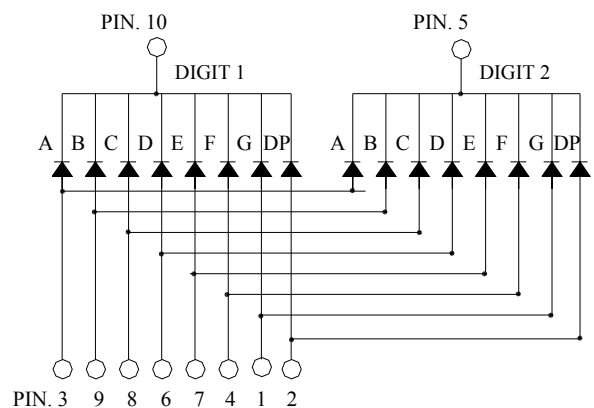 PIN. 10 PIN. 5
DIGIT 1 DIGIT 2
A B C D E F G DP A B C D E F G DP
PIN. 3 9 8 6 7 4 1 2